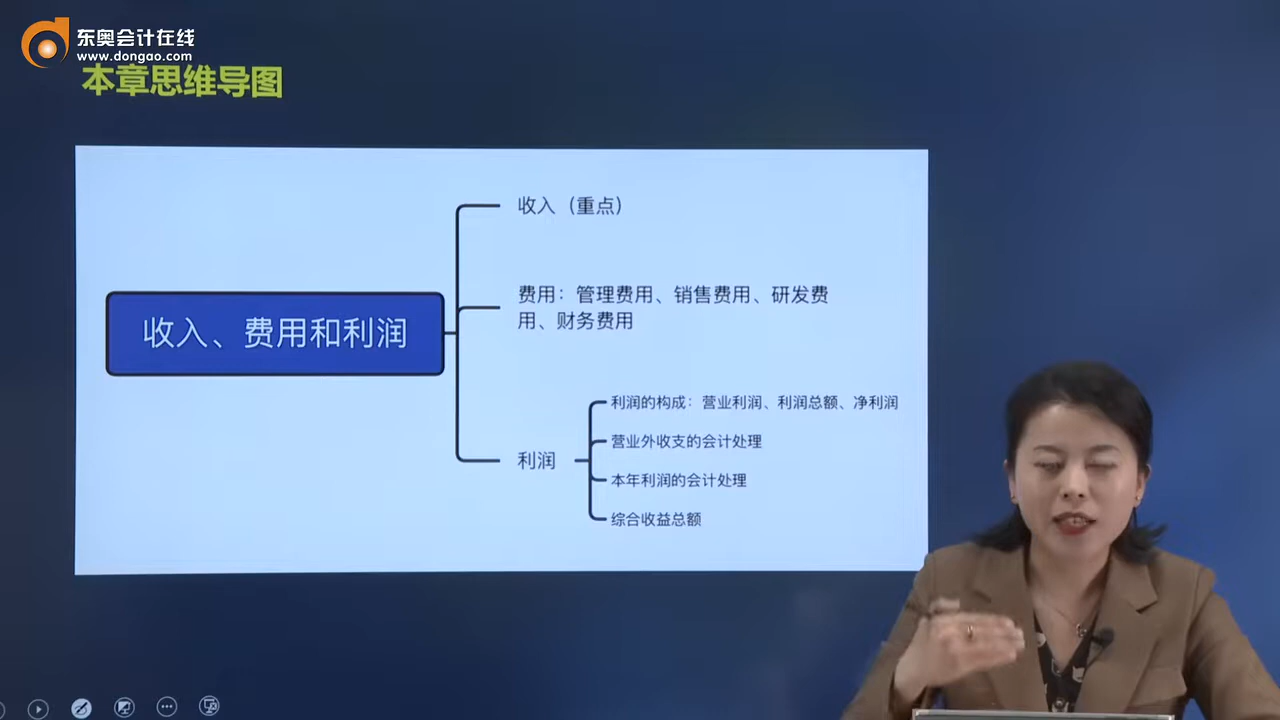 东奥会计在线
www.dongao.com
本章思维导图
收入（重点）
费用：管理费用、销售费用、研发费
用、财务费用
收入、费用和利润
利润的构成：营业利润、利润总额、净利润
营业外收支的会计处理
利润
本年利润的会计处理
综合收益总额